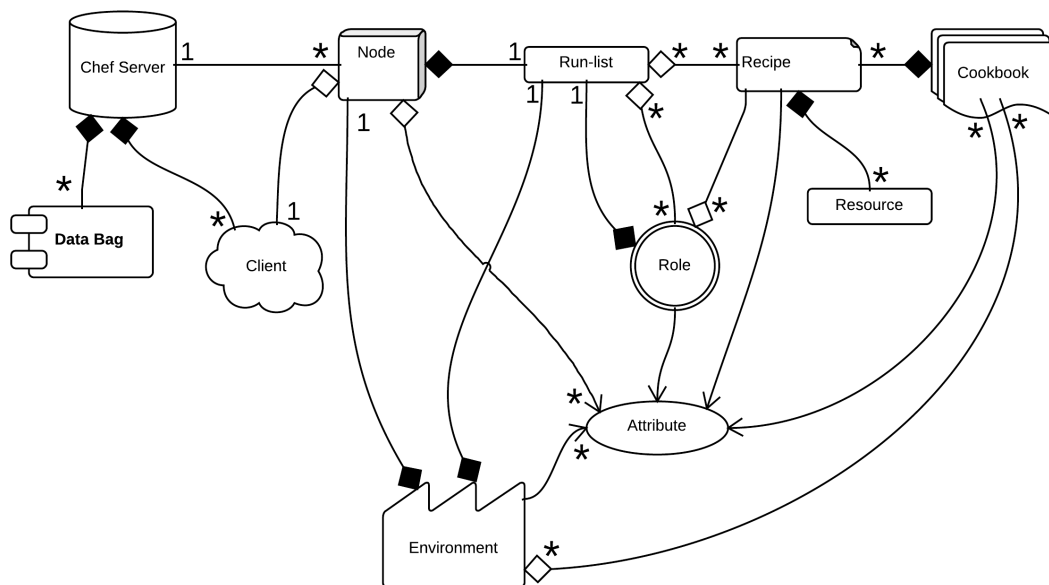 Chef Server
1
*
Node
1
Run-list
*
*
Recipe
*
Cookbook
1
1
1
*
*
*
*
*
Data Bag
*
1
Client
*
*
Role
*
Resource
*
Attribute
*
Environment
*